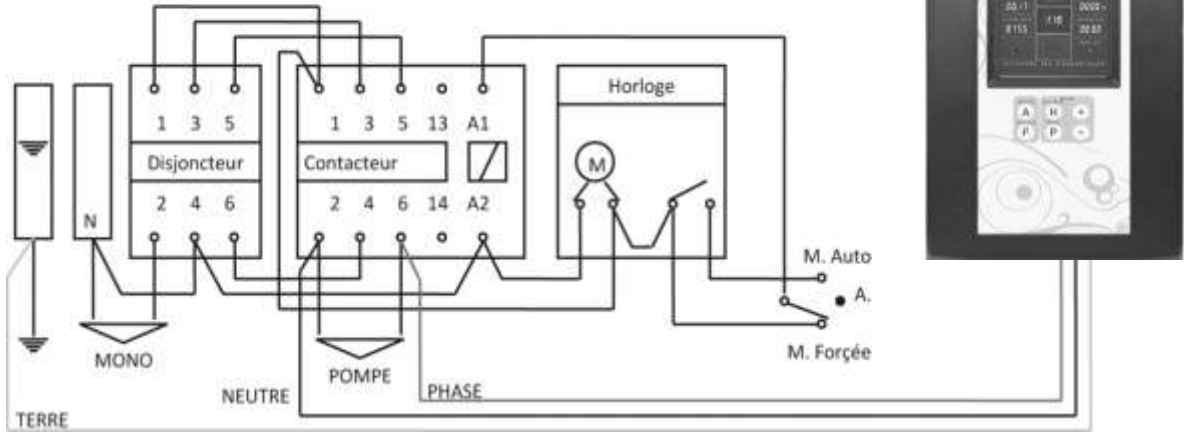 Horloge
1 3 5
1 3 5 13 A1
Disjoncteur
Contacteur
M
2 4 6
2 4 6 14 A2
N
M. Auto
A.
M. Forçée
MONO
POMPE
NEUTRE
PHASE
TERRE
A H +
F P -